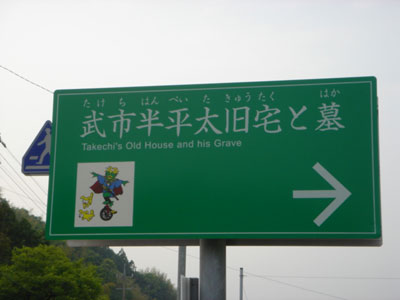 たけち はんぺいた きゅうたく はか
武市半平太旧宅と墓
Takechi's Old House and his Grave